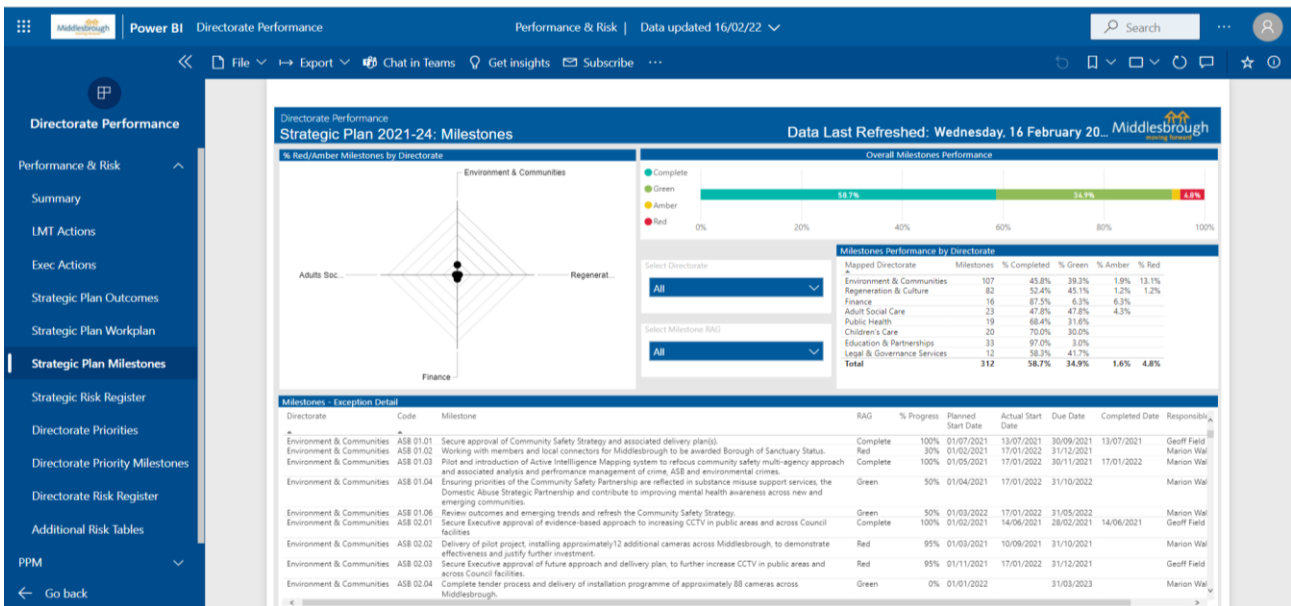 Middlesbrough
moving forward
Power BI Directorate Performance
Performance & Risk | Data updated 16/02/22
Search
File Export Chat in Teams Get insights Subscribe
Directorate Performance
Performance & Risk
Summary
LMT Actions
Exec Actions
Strategic Plan Outcomes
Strategic Plan Workplan
Strategic Plan Milestones
Strategic Risk Register
Directorate Priorities
Directorate Priority Milestones
Directorate Risk Register
Additional Risk Tables
PPM
Go back
Directorate Performance
Strategic Plan 2021-24: Milestones
Data Last Refreshed: Wednesday, 16 February 20...
Middlesbrough
moving forward
% Red/Amber Milestones by Directorate
Environment & Communities
Adults Soc...
Regenerat...
Finance
Overall Milestones Performance
Complete
Green
Amber
Red
58.7% 34.9% 4.8%
0% 20% 40% 60% 80% 100%
Select Directorate
All
Select Milestone RAG
All
Milestones Performance by Directorate
Mapped Directorate Milestones % Completed % Green % Amber % Red
Environment & Communities 107 45.8% 39.3% 1.9% 13.1%
Regeneration & Culture 82 52.4% 45.1% 1.2% 1.2%
Finance 16 87.5% 6.3% 6.3%
Adult Social Care 23 47.8% 47.8% 4.3%
Public Health 19 68.4% 31.6%
Children's Care 20 70.0% 30.0%
Education & Partnerships 33 97.0% 3.0%
Legal & Governance Services 12 58.3% 41.7%
Total 312 58.7% 34.9% 1.6% 4.8%
Milestones - Exception Detail
Directorate Code Milestone RAG % Progress Planned Start Date Actual Start Date Due Date Completed Date Responsible
Environment & Communities ASB 01.01 Secure approval of Community Safety Strategy and associated delivery plan(s). Complete 100% 01/07/2021 13/07/2021 30/09/2021 13/07/2021 Geoff Field
Environment & Communities ASB 01.02 Working with members and local connectors for Middlesbrough to be awarded Borough of Sanctuary Status. Red 30% 01/02/2021 17/01/2022 31/12/2021 Marion Wal
Environment & Communities ASB 01.03 Pilot and introduction of Active Intellligence Mapping system to refocus community safety multi-agency approach Complete 100% 01/05/2021 17/01/2022 30/11/2021 17/01/2022 Marion Wal
and associated analysis and perfromance management of crime, ASB and environmental crimes.
Environment & Communities ASB 01.04 Ensuring priorities of the Community Safety Partnership are reflected in substance misuse support services, the Green 50% 01/04/2021 17/01/2022 31/10/2022 Marion Wal
Domestic Abuse Strategic Partnership and contribute to improving mental health awareness across new and
emerging communities.
Environment & Communities ASB 01.06 Review outcomes and emerging trends and refresh the Community Safety Strategy. Green 50% 01/03/2022 17/01/2022 31/05/2022 Marion Wal
Environment & Communities ASB 02.01 Secure Executive approval of evidence-based approach to increasing CCTV in public areas and across Council Complete 100% 01/02/2021 14/06/2021 28/02/2021 14/06/2021 Geoff Field
facilities
Environment & Communities ASB 02.02 Delivery of pilot project, installing approximately12 additional cameras across Middlesbrough, to demonstrate Red 95% 01/03/2021 10/09/2021 31/10/2021 Marion Wal
effectiveness and justify further investment.
Environment & Communities ASB 02.03 Secure Executive approval of future approach and delivery plan, to further increase CCTV in public areas and Red 95% 01/11/2021 17/01/2022 31/12/2021 Geoff Field
across Council facilities.
Environment & Communities ASB 02.04 Complete tender process and delivery of installation programme of approximately 88 cameras across Green 0% 01/01/2022 31/03/2023 Marion Wal
Middlesbrough.